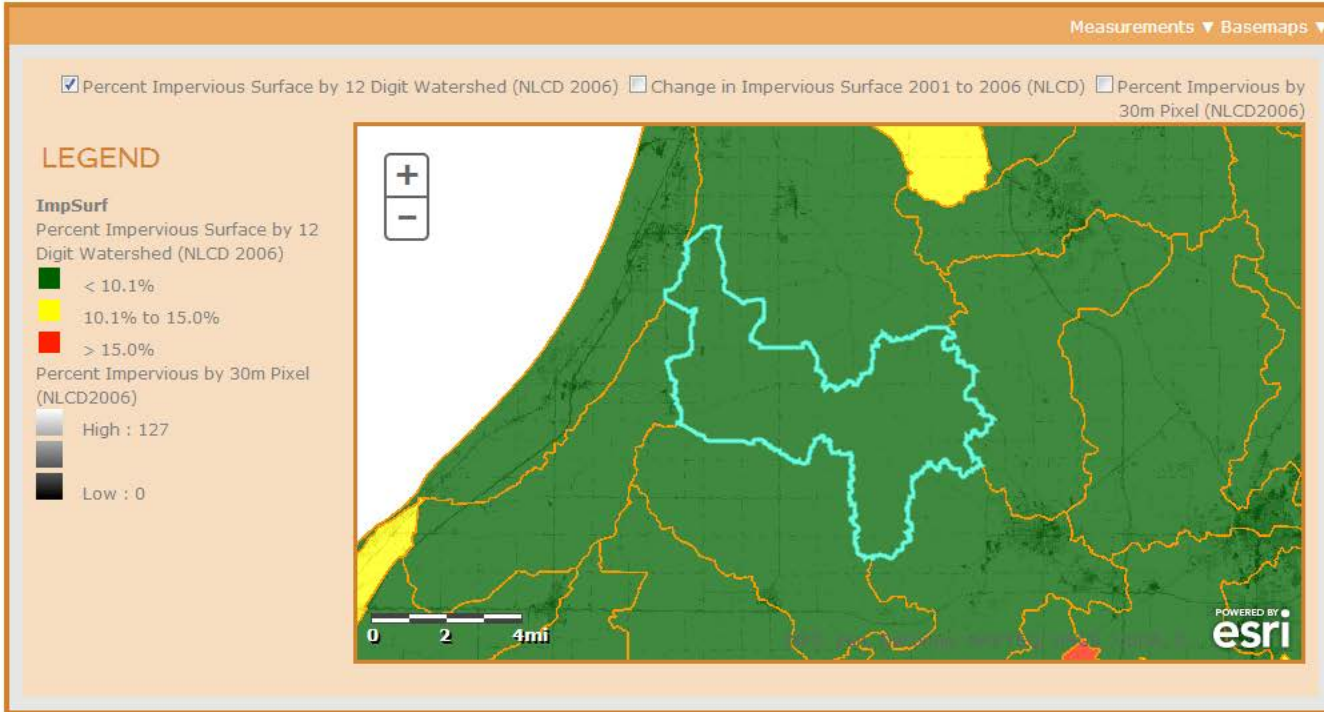 Measurements ▼ Basemaps ▼
Percent Impervious Surface by 12 Digit Watershed (NLCD 2006) Change in Impervious Surface 2001 to 2006 (NLCD) Percent Impervious by
30m Pixel (NLCD2006)
LEGEND
ImpSurf
Percent Impervious Surface by 12
Digit Watershed (NLCD 2006)
< 10.1%
10.1% to 15.0%
> 15.0%
Percent Impervious by 30m Pixel
(NLCD2006)
High : 127
Low : 0
+
−
0 2 4mi
POWERED BY
esri